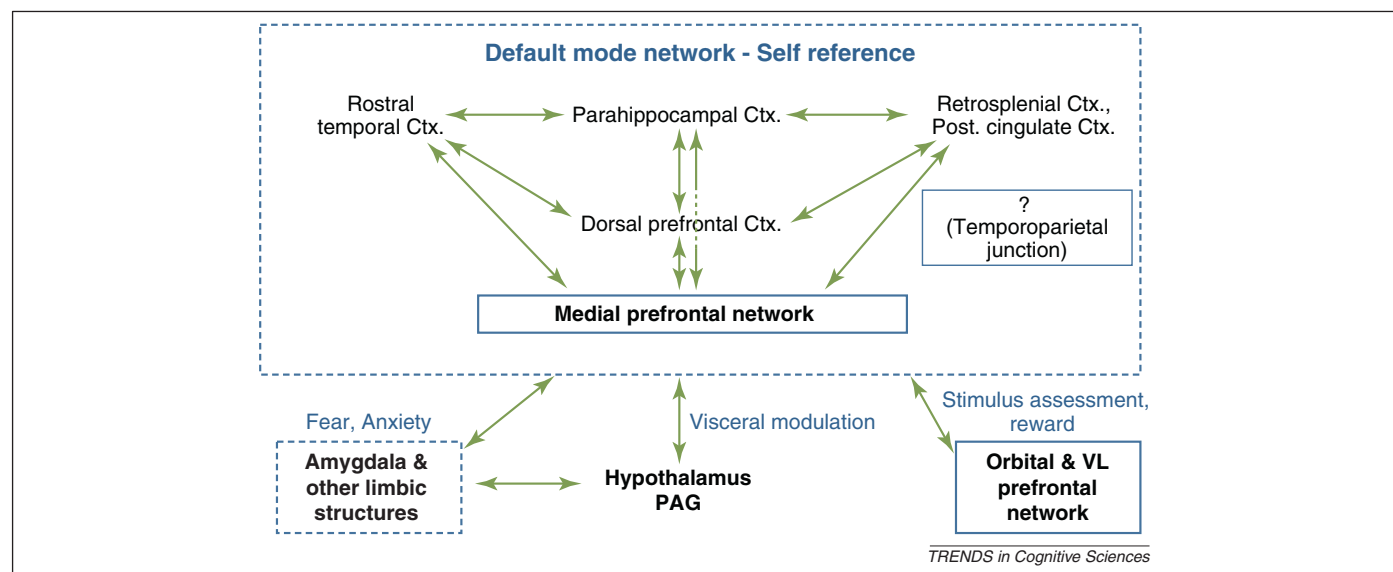 Default mode network - Self reference
Rostral
temporal Ctx.
Parahippocampal Ctx.
Retrosplenial Ctx.,
Post. cingulate Ctx.
Dorsal prefrontal Ctx.
?
(Temporoparietal
junction)
Medial prefrontal network
Fear, Anxiety
Visceral modulation
Stimulus assessment,
reward
Amygdala &
other limbic
structures
Hypothalamus
PAG
Orbital & VL
prefrontal
network
TRENDS in Cognitive Sciences